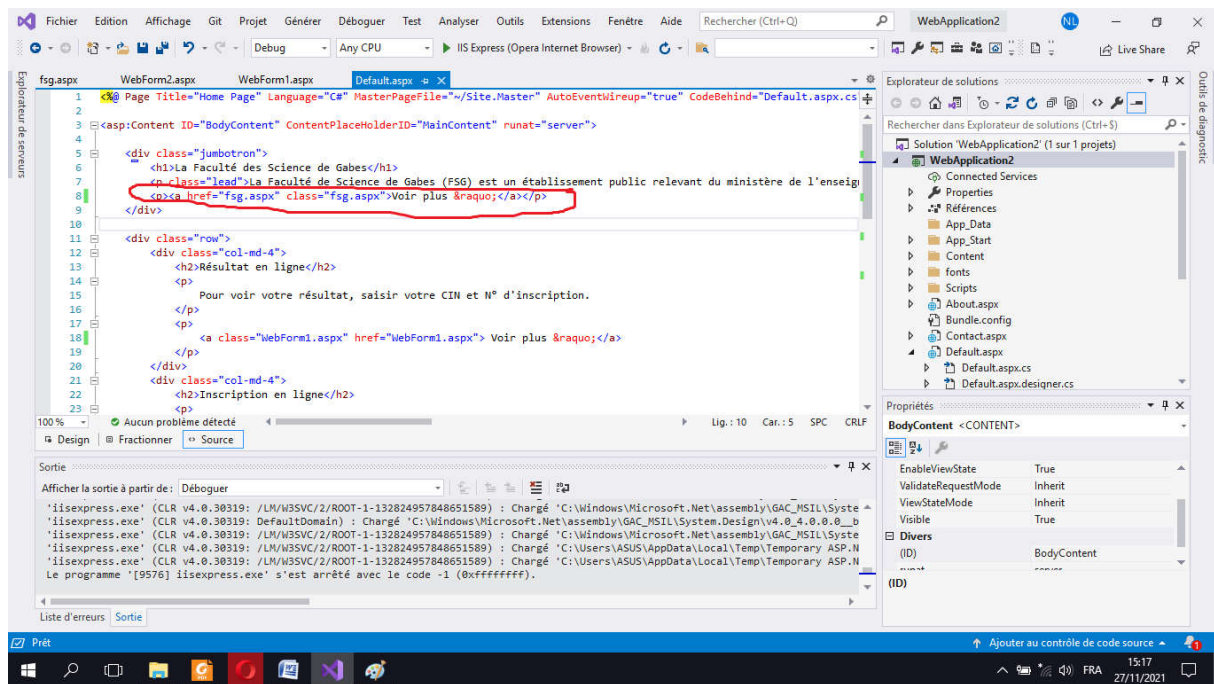 Fichier Edition Affichage Git Projet Générer Déboguer Test Analyser Outils Extensions Fenêtre Aide Rechercher (Ctrl+Q) WebApplication2 NL
Debug Any CPU IIS Express (Opera Internet Browser) Live Share
Explorateur de serveurs
fsg.aspx WebForm2.aspx WebForm1.aspx Default.aspx
1 <%@ Page Title="Home Page" Language="C#" MasterPageFile="~/Site.Master" AutoEventWireup="true" CodeBehind="Default.aspx.cs
2
3 <asp:Content ID="BodyContent" ContentPlaceHolderID="MainContent" runat="server">
4
5 <div class="jumbotron">
6 <h1>La Faculté des Science de Gabes</h1>
7 <p class="lead">La Faculté de Science de Gabes (FSG) est un établissement public relevant du ministère de l'enseig
8 <p><a href="fsg.aspx" class="fsg.aspx">Voir plus &raquo;</a></p>
9 </div>
10
11 <div class="row">
12 <div class="col-md-4">
13 <h2>Résultat en ligne</h2>
14 <p>
15 Pour voir votre résultat, saisir votre CIN et N° d'inscription.
16 </p>
17 <p>
18 <a class="WebForm1.aspx" href="WebForm1.aspx"> Voir plus &raquo;</a>
19 </p>
20 </div>
21 <div class="col-md-4">
22 <h2>Inscription en ligne</h2>
23 <p>
100 % Aucun problème détecté Lig. : 10 Car. : 5 SPC CRLF
Design Fractionner Source
Sortie
Afficher la sortie à partir de : Déboguer
'iisexpress.exe' (CLR v4.0.30319: /LM/W3SVC/2/ROOT-1-132824957848651589) : Chargé 'C:\Windows\Microsoft.Net\assembly\GAC_MSIL\Syste
'iisexpress.exe' (CLR v4.0.30319: DefaultDomain) : Chargé 'C:\Windows\Microsoft.Net\assembly\GAC_MSIL\System.Design\v4.0_4.0.0.0__b
'iisexpress.exe' (CLR v4.0.30319: /LM/W3SVC/2/ROOT-1-132824957848651589) : Chargé 'C:\Windows\Microsoft.Net\assembly\GAC_MSIL\Syste
'iisexpress.exe' (CLR v4.0.30319: /LM/W3SVC/2/ROOT-1-132824957848651589) : Chargé 'C:\Users\ASUS\AppData\Local\Temp\Temporary ASP.N
'iisexpress.exe' (CLR v4.0.30319: /LM/W3SVC/2/ROOT-1-132824957848651589) : Chargé 'C:\Users\ASUS\AppData\Local\Temp\Temporary ASP.N
Le programme '[9576] iisexpress.exe' s'est arrêté avec le code -1 (0xffffffff).
Liste d'erreurs Sortie
Explorateur de solutions
Rechercher dans Explorateur de solutions (Ctrl+$)
Solution 'WebApplication2' (1 sur 1 projets)
WebApplication2
Connected Services
Properties
Références
App_Data
App_Start
Content
fonts
Scripts
About.aspx
Bundle.config
Contact.aspx
Default.aspx
Default.aspx.cs
Default.aspx.designer.cs
Propriétés
BodyContent <CONTENT>
EnableViewState True
ValidateRequestMode Inherit
ViewStateMode Inherit
Visible True
Divers
(ID) BodyContent
(ID)
Outils de diagnostic
Prêt Ajouter au contrôle de code source 1
FRA 15:17
27/11/2021